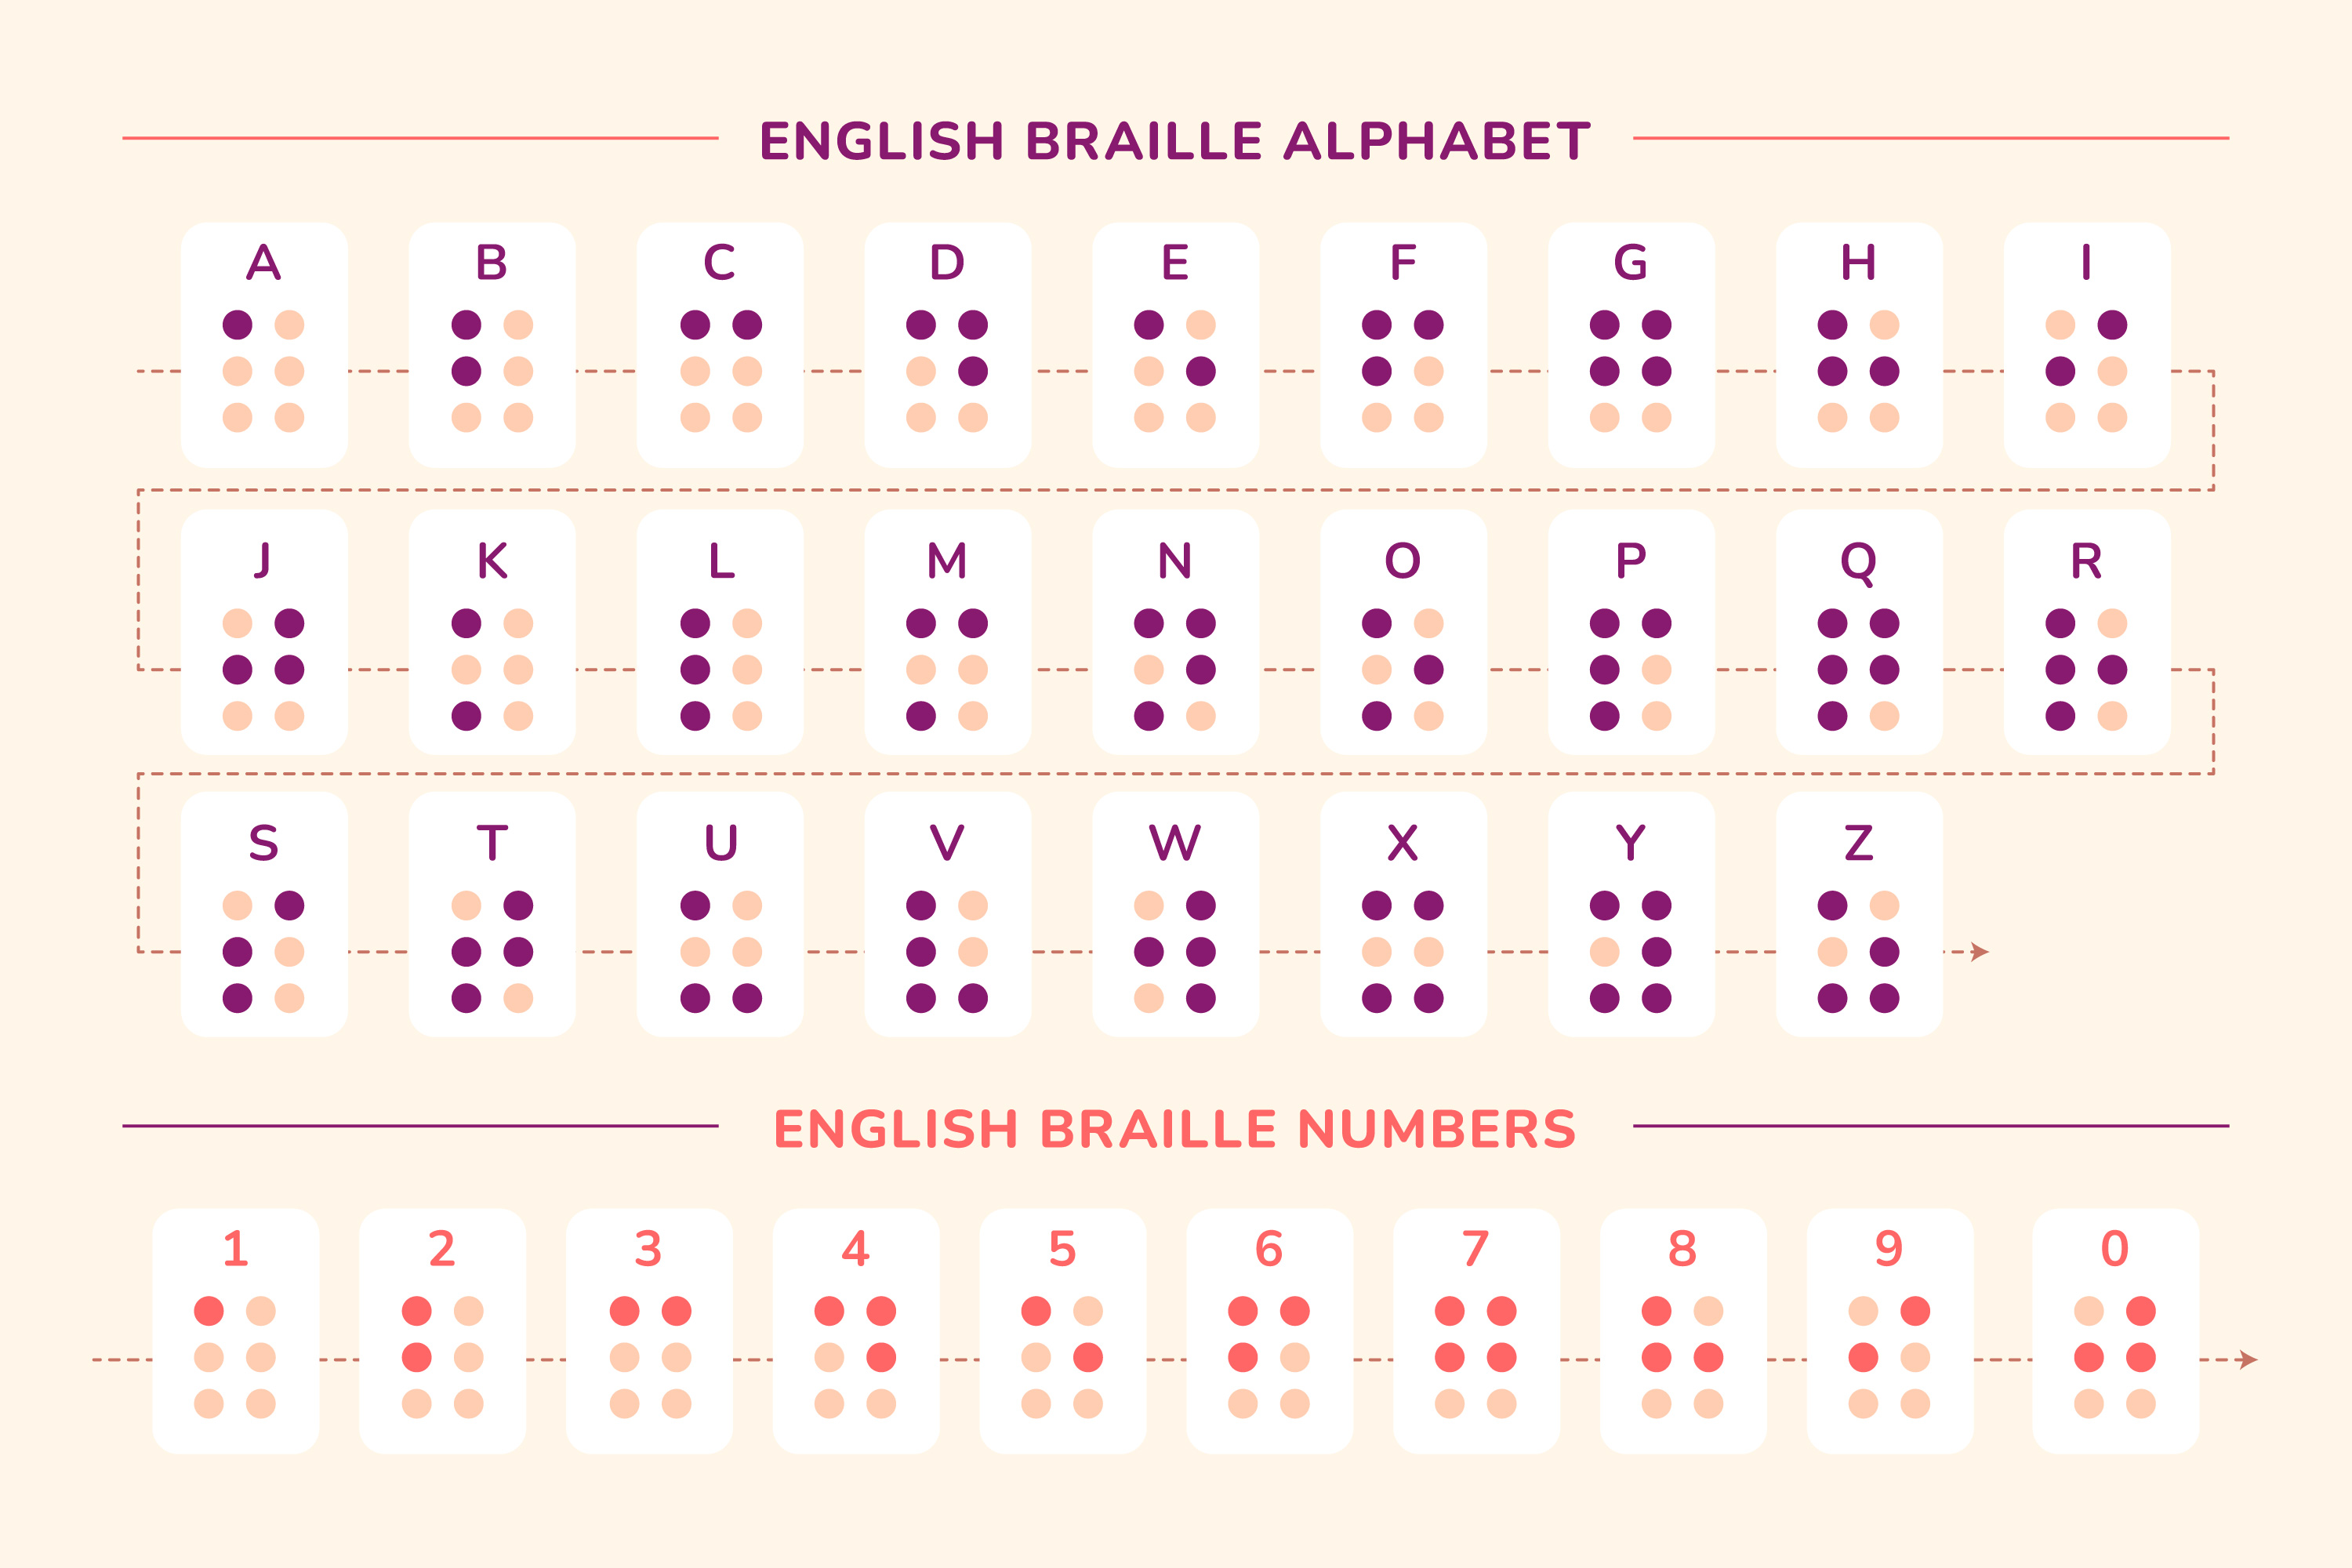 ENGLISH BRAILLE ALPHABET
A B C D E F G H I
J K L M N O P Q R
S T U V W X Y Z
ENGLISH BRAILLE NUMBERS
1 2 3 4 5 6 7 8 9 0